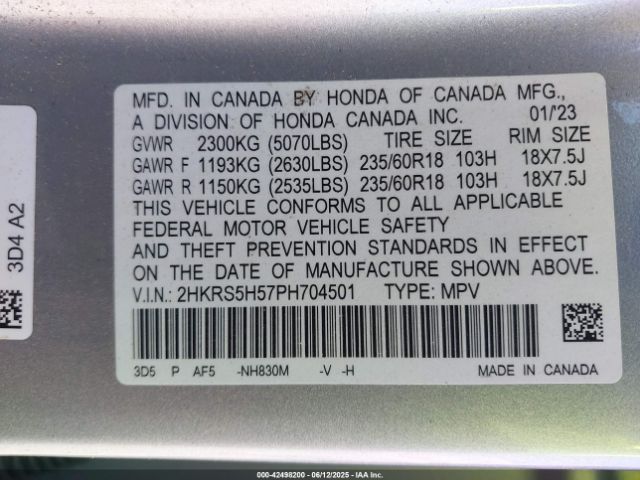 MFD. IN CANADA BY HONDA OF CANADA MFG.,
A DIVISION OF HONDA CANADA INC. 01/'23
GVWR 2300KG (5070LBS) TIRE SIZE RIM SIZE
GAWR F 1193KG (2630LBS) 235/60R18 103H 18X7.5J
GAWR R 1150KG (2535LBS) 235/60R18 103H 18X7.5J
THIS VEHICLE CONFORMS TO ALL APPLICABLE
FEDERAL MOTOR VEHICLE SAFETY
AND THEFT PREVENTION STANDARDS IN EFFECT
ON THE DATE OF MANUFACTURE SHOWN ABOVE.
V.I.N.: 2HKRS5H57PH704501 TYPE: MPV
3D5 P AF5 -NH830M -V -H MADE IN CANADA
3D4 A2
000-42498200 - 06/12/2025 - IAA Inc.